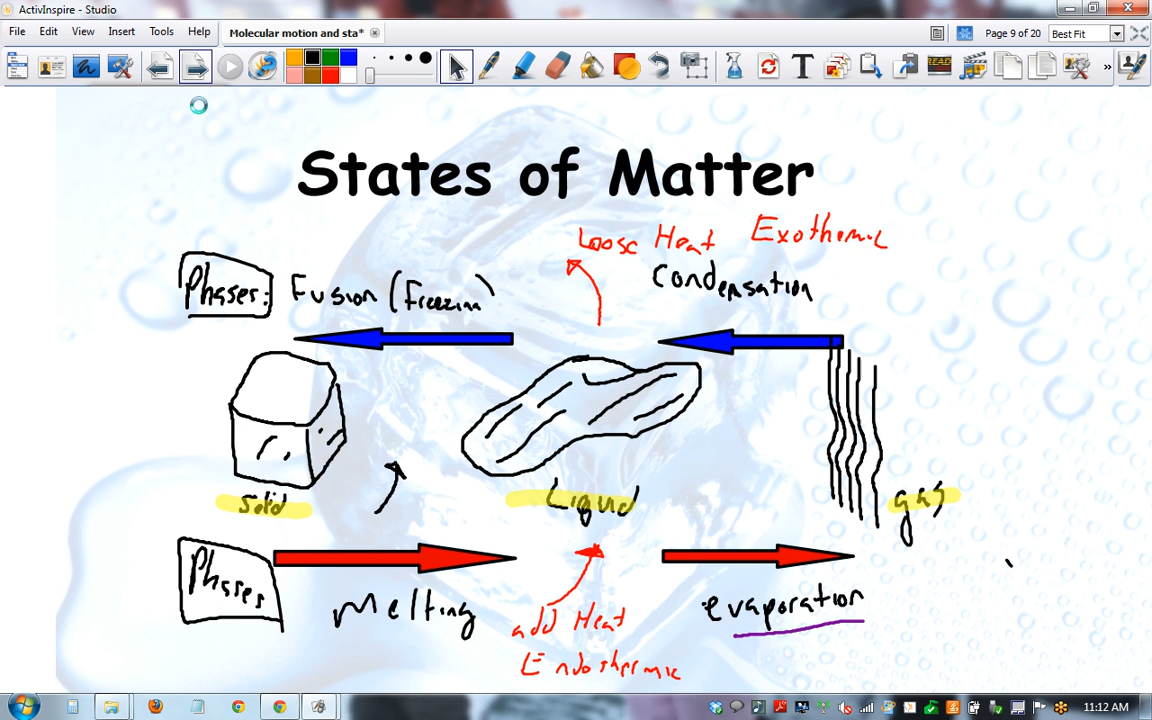 ActivInspire - Studio
File Edit View Insert Tools Help
Molecular motion and sta*
Page 9 of 20
Best Fit
States of Matter
Loose Heat Exothermic
Phases: Fusion (Freezing)
Condensation
Solid
Liquid
gas
Phases
Melting
evaporation
add Heat
Endothermic
11:12 AM